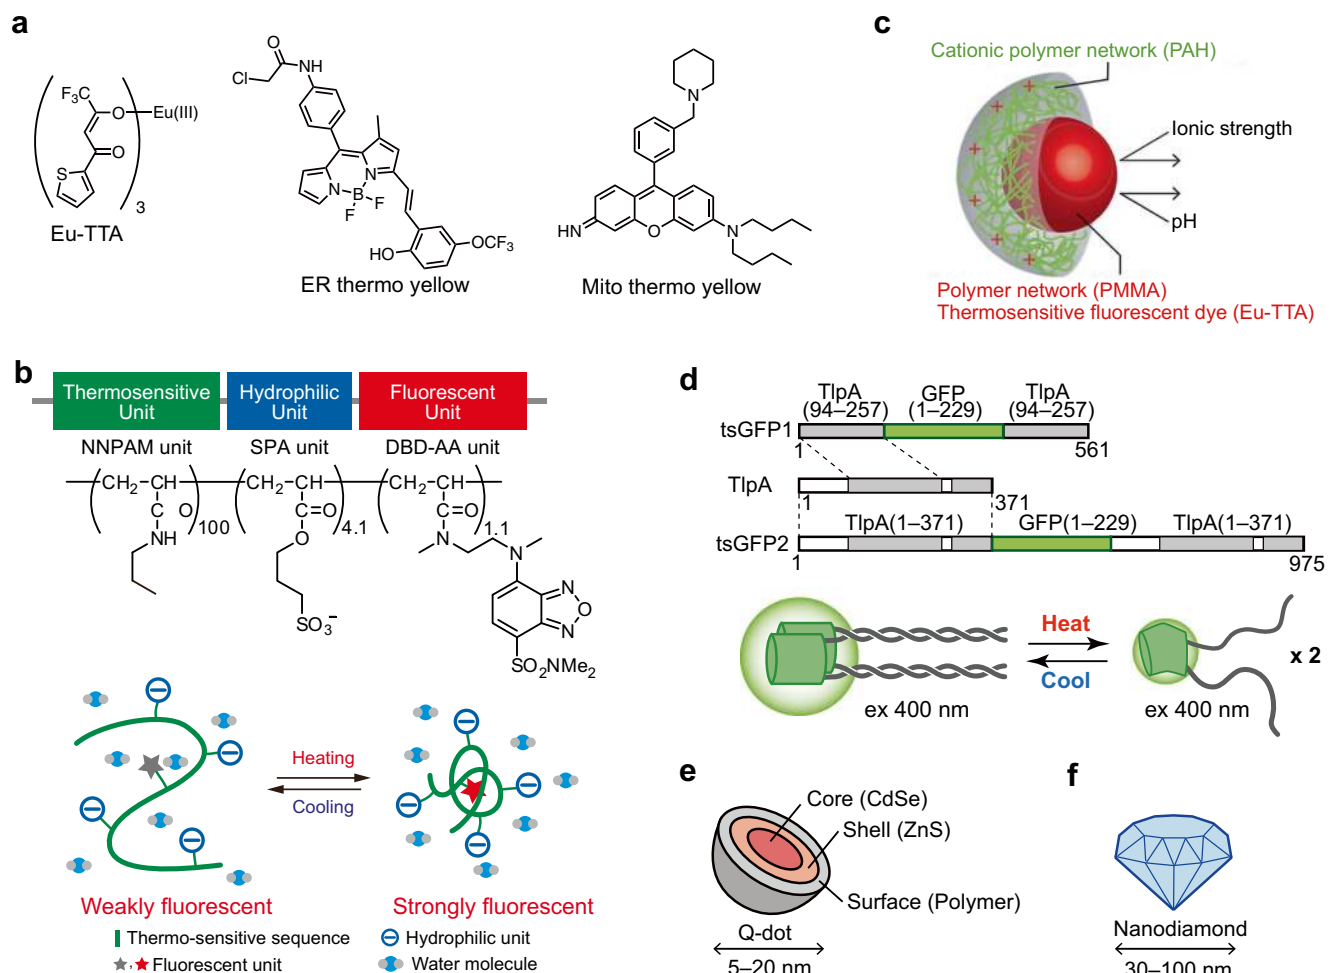 a
F3C
O
Eu(III)
O
S
3
Eu-TTA
O
Cl
NH
N
N
B
F
F
HO
OCF3
ER thermo yellow
N
HN
O
N
Mito thermo yellow
c
Cationic polymer network (PAH)
Ionic strength
pH
Polymer network (PMMA)
Thermosensitive fluorescent dye (Eu-TTA)
b
Thermosensitive
Unit
Hydrophilic
Unit
Fluorescent
Unit
NNPAM unit
SPA unit
DBD-AA unit
CH2 CH
C O
NH
100
CH2 CH
C=O
O
4.1
SO3−
CH2 CH
C=O
1.1
N
N
N
O
N
SO2NMe2
Heating
Cooling
Weakly fluorescent
Strongly fluorescent
Thermo-sensitive sequence
Hydrophilic unit
, Fluorescent unit
Water molecule
d
TlpA
(94–257)
GFP
(1–229)
TlpA
(94–257)
tsGFP1
1
561
TlpA
1
371
TlpA(1–371)
GFP(1–229)
TlpA(1–371)
tsGFP2
1
975
Heat
Cool
x 2
ex 400 nm
ex 400 nm
e
Core (CdSe)
Shell (ZnS)
Surface (Polymer)
Q-dot
5–20 nm
f
Nanodiamond
30–100 nm